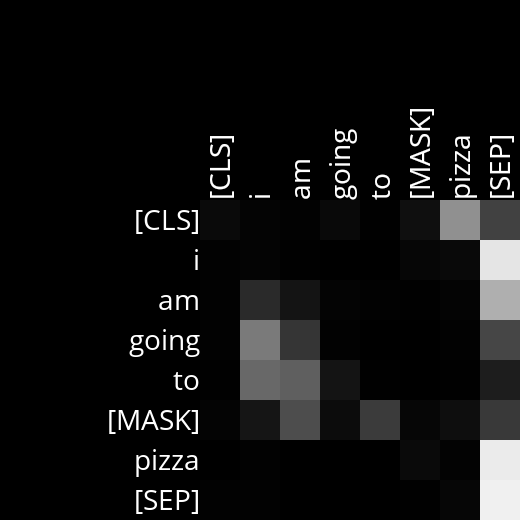 [CLS]
i
am
going
to
[MASK]
pizza
[SEP]
[CLS]
i
am
going
to
[MASK]
pizza
[SEP]